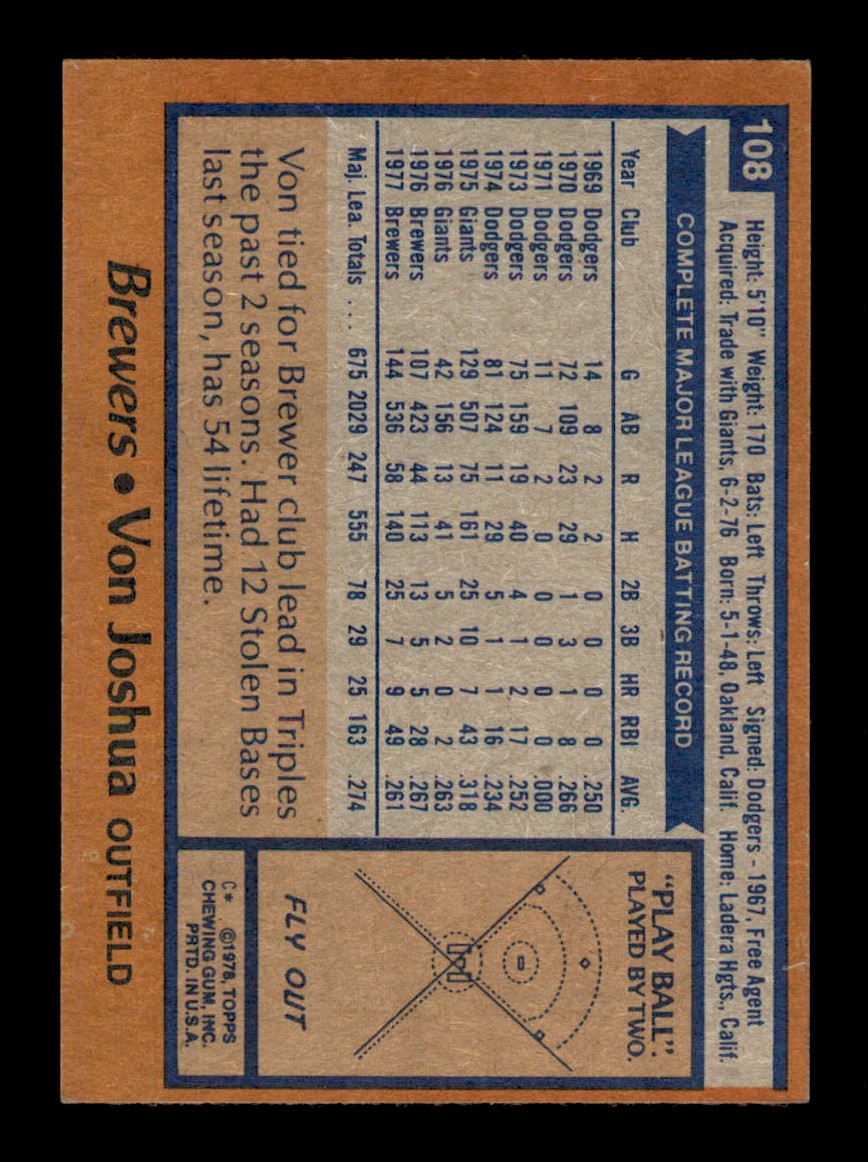 108
Height: 5'10" Weight: 170 Bats: Left Throws: Left Signed: Dodgers - 1967, Free Agent
Acquired: Trade with Giants, 6-2-76 Born: 5-1-48, Oakland, Calif. Home: Ladera Hgts., Calif.
COMPLETE MAJOR LEAGUE BATTING RECORD
Year Club G AB R H 2B 3B HR RBI AVG.
1969 Dodgers 14 8 2 2 0 0 0 0 .250
1970 Dodgers 72 109 23 29 1 3 1 8 .266
1971 Dodgers 11 7 2 0 0 0 0 0 .000
1973 Dodgers 75 159 19 40 4 1 2 17 .252
1974 Dodgers 81 124 11 29 5 1 1 16 .234
1975 Giants 129 507 75 161 25 10 7 43 .318
1976 Giants 42 156 13 41 5 2 0 2 .263
1976 Brewers 107 423 44 113 13 5 5 28 .267
1977 Brewers 144 536 58 140 25 7 9 49 .261
Maj. Lea. Totals ... 675 2029 247 555 78 29 25 163 .274
Von tied for Brewer club lead in Triples
the past 2 seasons. Had 12 Stolen Bases
last season, has 54 lifetime.
"PLAY BALL".
PLAYED BY TWO.
FLY OUT
C* ©1978, TOPPS
CHEWING GUM, INC.
PRTD. IN U.S.A.
Brewers • Von Joshua OUTFIELD